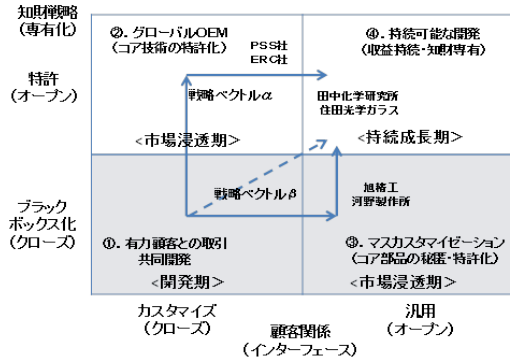 知財戦略
(専有化)
②. グローバルOEM
(コア技術の特許化)
PSS社
ERC社
④. 持続可能な開発
(収益持続・知財専有)
特許
(オープン)
戦略ベクトルα
田中化学研究所
住田光学ガラス
<市場浸透期>
<持続成長期>
ブラック
ボックス化
(クローズ)
戦略ベクトルβ
旭精工
河野製作所
①. 有力顧客との取引
共同開発
<開発期>
③. マスカスタマイゼーション
(コア部品の秘匿・特許化)
<市場浸透期>
カスタマイズ
(クローズ)
顧客関係
(インターフェース)
汎用
(オープン)